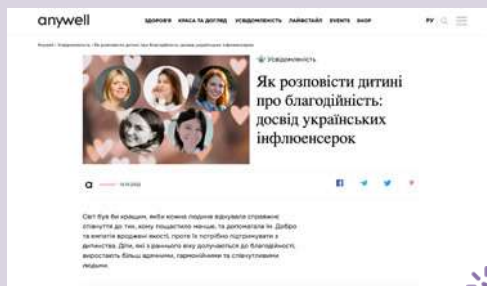 anywell
ЗДОРОВ'Я КРАСА ТА ДОГЛЯД УСВІДОМЛЕНІСТЬ ЛАЙФСТАЙЛ EVENTS SHOP РУ
Усвідомленість
Як розповісти дитині
про благодійність:
досвід українських
інфлюенсерок
a
Світ був би кращим, якби кожна людина відчувала справжнє
співчуття до тих, кому пощастило менше, та допомагала їм. Добро
та емпатія вроджені якості, проте їх потрібно підтримувати з
дитинства. Діти, які з раннього віку долучаються до благодійності,
виростають більш вдячними, гармонійними та співчутливими
людьми.